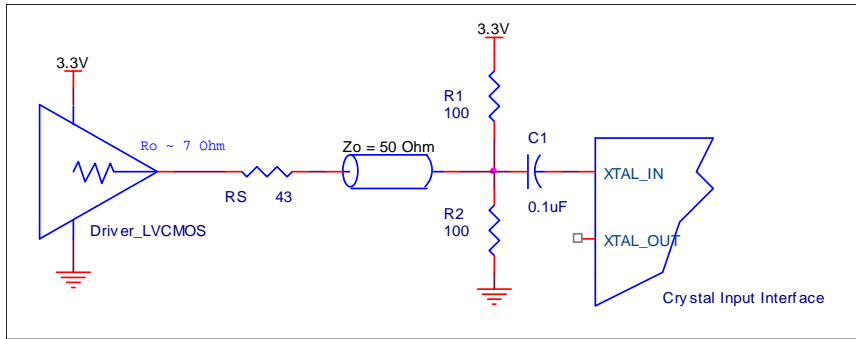 3.3V
3.3V
R1
100
C1
Ro ~ 7 Ohm
Zo = 50 Ohm
XTAL_IN
RS 43
0.1uF
R2
100
XTAL_OUT
Driver_LVCMOS
Crystal Input Interface